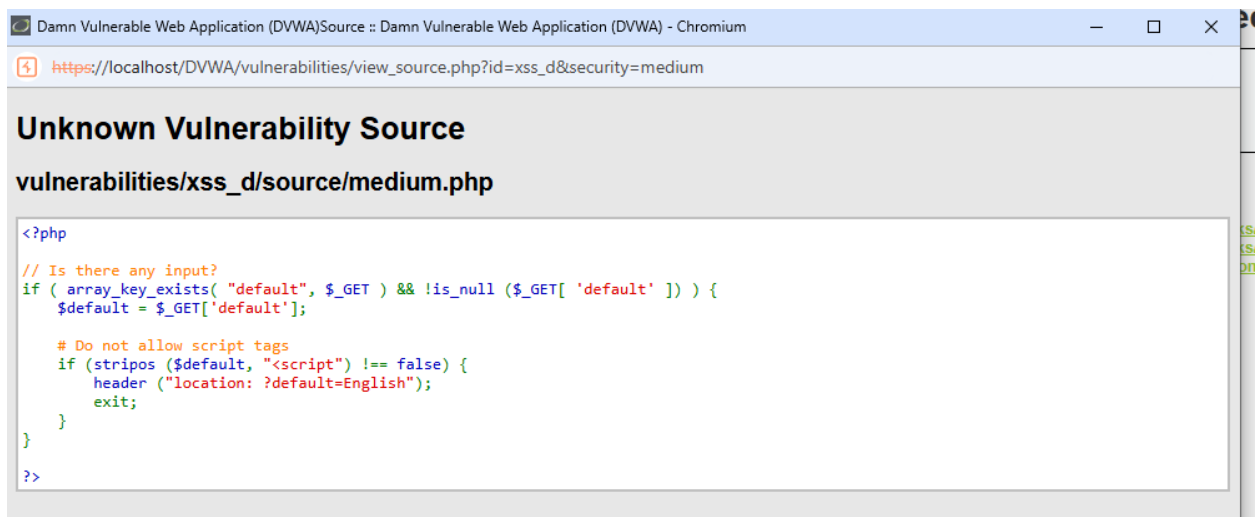 Damn Vulnerable Web Application (DVWA)Source :: Damn Vulnerable Web Application (DVWA) - Chromium
https://localhost/DVWA/vulnerabilities/view_source.php?id=xss_d&security=medium
Unknown Vulnerability Source
vulnerabilities/xss_d/source/medium.php
<?php
// Is there any input?
if ( array_key_exists( "default", $_GET ) && !is_null ($_GET[ 'default' ]) ) {
    $default = $_GET['default'];
    # Do not allow script tags
    if (stripos ($default, "<script") !== false) {
        header ("location: ?default=English");
        exit;
    }
}
?>